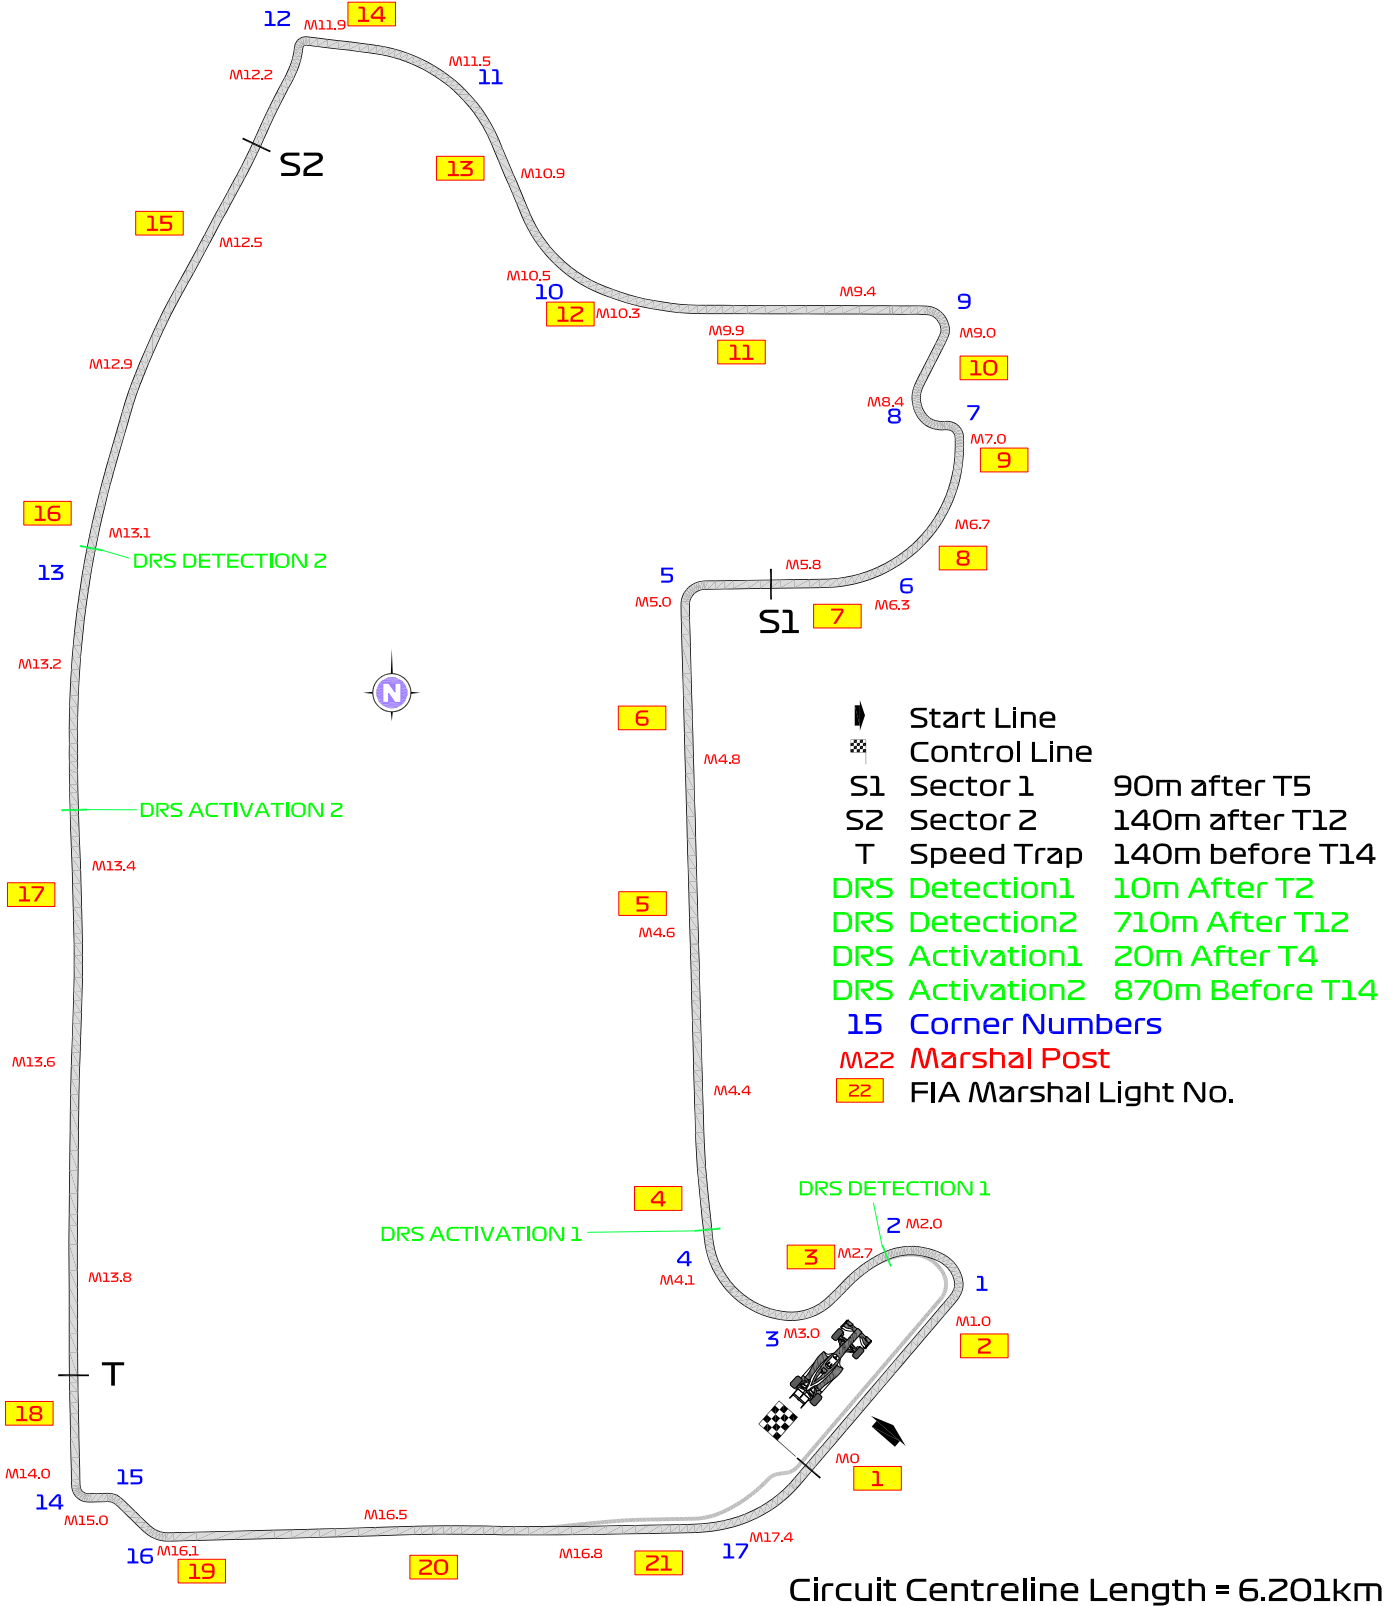 12
M11.9
14
M12.2
M11.5
11
S2
13
M10.9
15
M12.5
M10.5
10
12
M10.3
M9.4
9
M9.9
11
M9.0
10
M12.9
M8.4
8
7
M7.0
9
16
M13.1
DRS DETECTION 2
13
M6.7
8
5
M5.0
M5.8
S1
7
6
M6.3
M13.2
N
6
M4.8
Start Line
Control Line
S1 Sector 1 90m after T5
S2 Sector 2 140m after T12
T Speed Trap 140m before T14
DRS Detection1 10m After T2
DRS Detection2 710m After T12
DRS Activation1 20m After T4
DRS Activation2 870m Before T14
15 Corner Numbers
M22 Marshal Post
22 FIA Marshal Light No.
DRS ACTIVATION 2
M13.4
17
5
M4.6
M13.6
M4.4
4
DRS DETECTION 1
DRS ACTIVATION 1
2
M2.0
4
M4.1
3
M2.7
1
M13.8
M1.0
2
3
M3.0
T
18
M0
1
M14.0
14
15
M15.0
16
M16.1
19
M16.5
20
M16.8
21
17
M17.4
Circuit Centreline Length = 6.201km